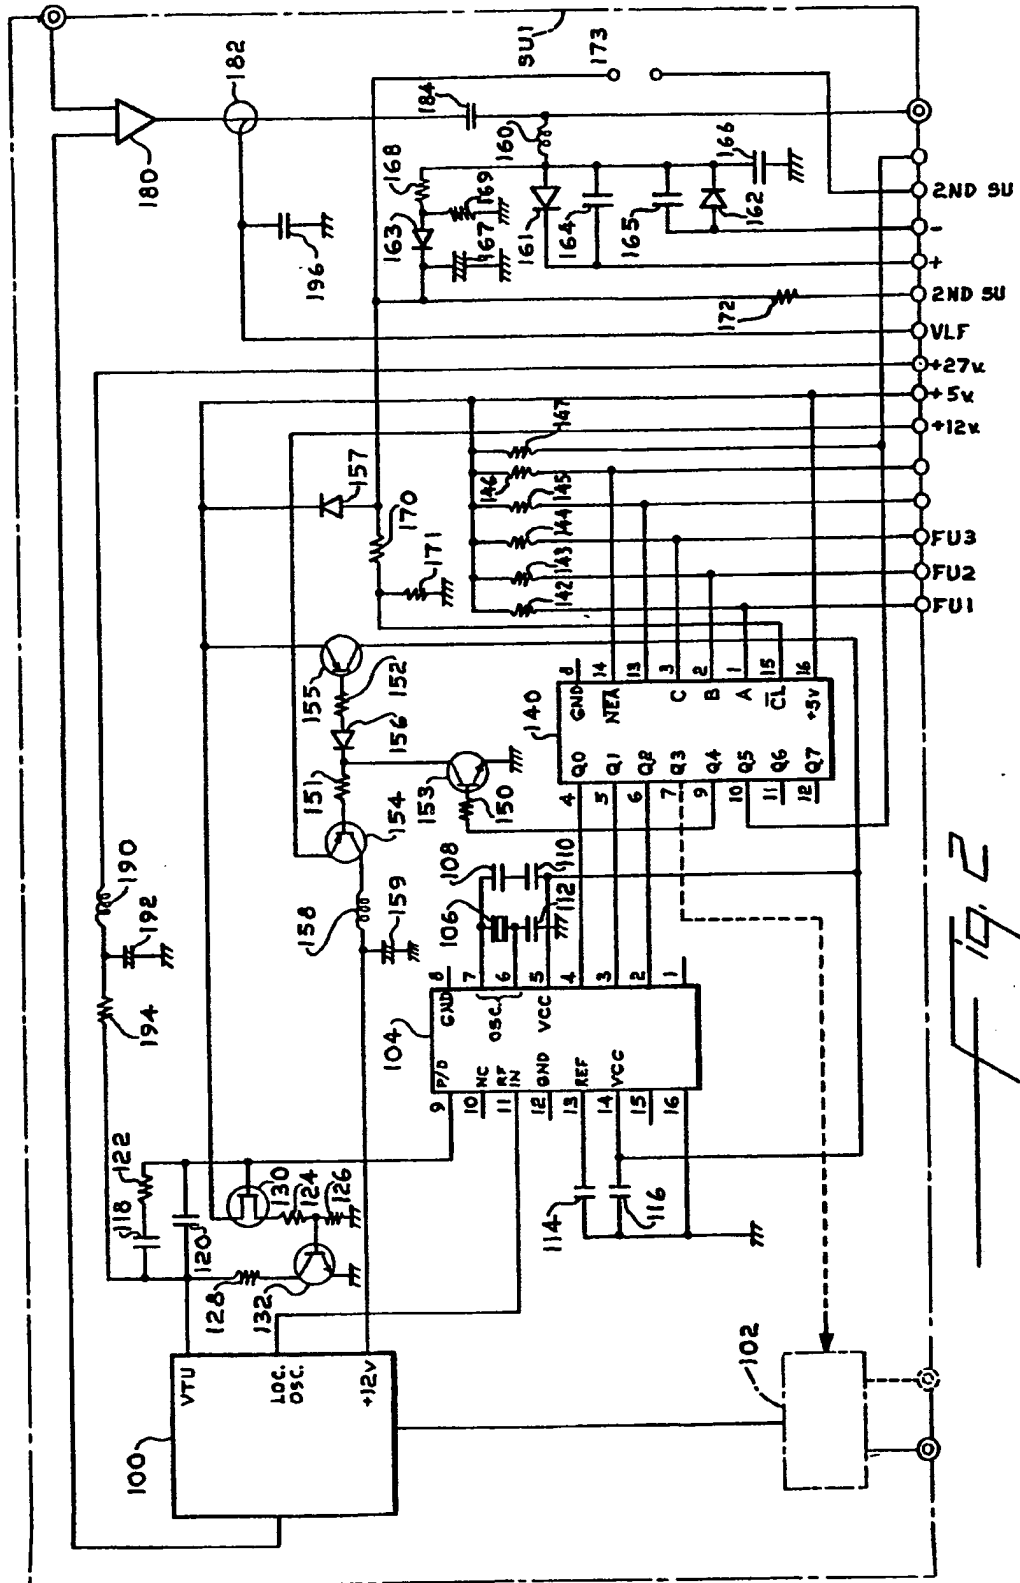 182
180
196
SU1
173
184
160
168
163
169
167
161
164
165
166
162
172
2ND SU
-
+
2ND SU
VLF
+27v.
+5v.
+12v.
FU3
FU2
FU1
147
146
145
144
143
142
157
170
171
155
152
156
151
154
153
150
158
159
190
192
194
140
GND 8
N̅E̅A̅ 14
13
C 3
B 2
A 1
C̅L̅ 15
+5V 16
Q0 4
Q1 5
Q2 6
Q3 7
Q4 9
Q5 10
Q6 11
Q7 12
108
110
106
112
104
GND 8
7
OSC.
6
VCC 5
4
3
2
1
9 P/D
10 NC
11 RF IN
12 GND
13 REF
14 VCC
15
16
114
116
122
118
120
130
124
126
128
132
100
VTU
LOC. OSC.
+12v
102
Fig. 2